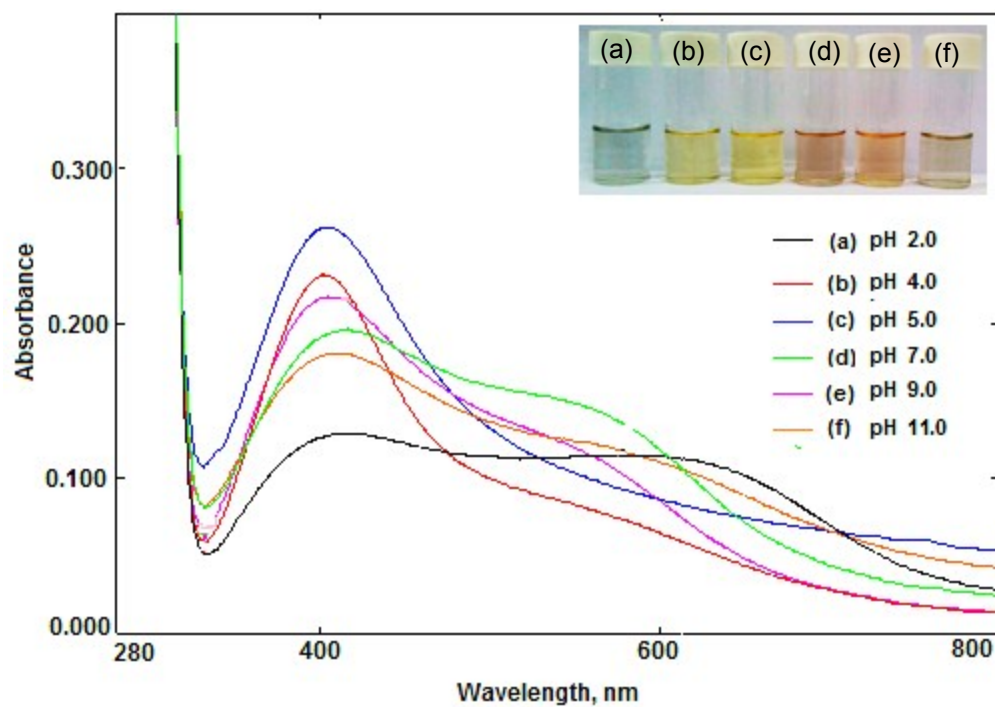 (a) (b) (c) (d) (e) (f)
0.300
0.200
0.100
0.000
Absorbance
(a) pH 2.0
(b) pH 4.0
(c) pH 5.0
(d) pH 7.0
(e) pH 9.0
(f) pH 11.0
280 400 600 800
Wavelength, nm